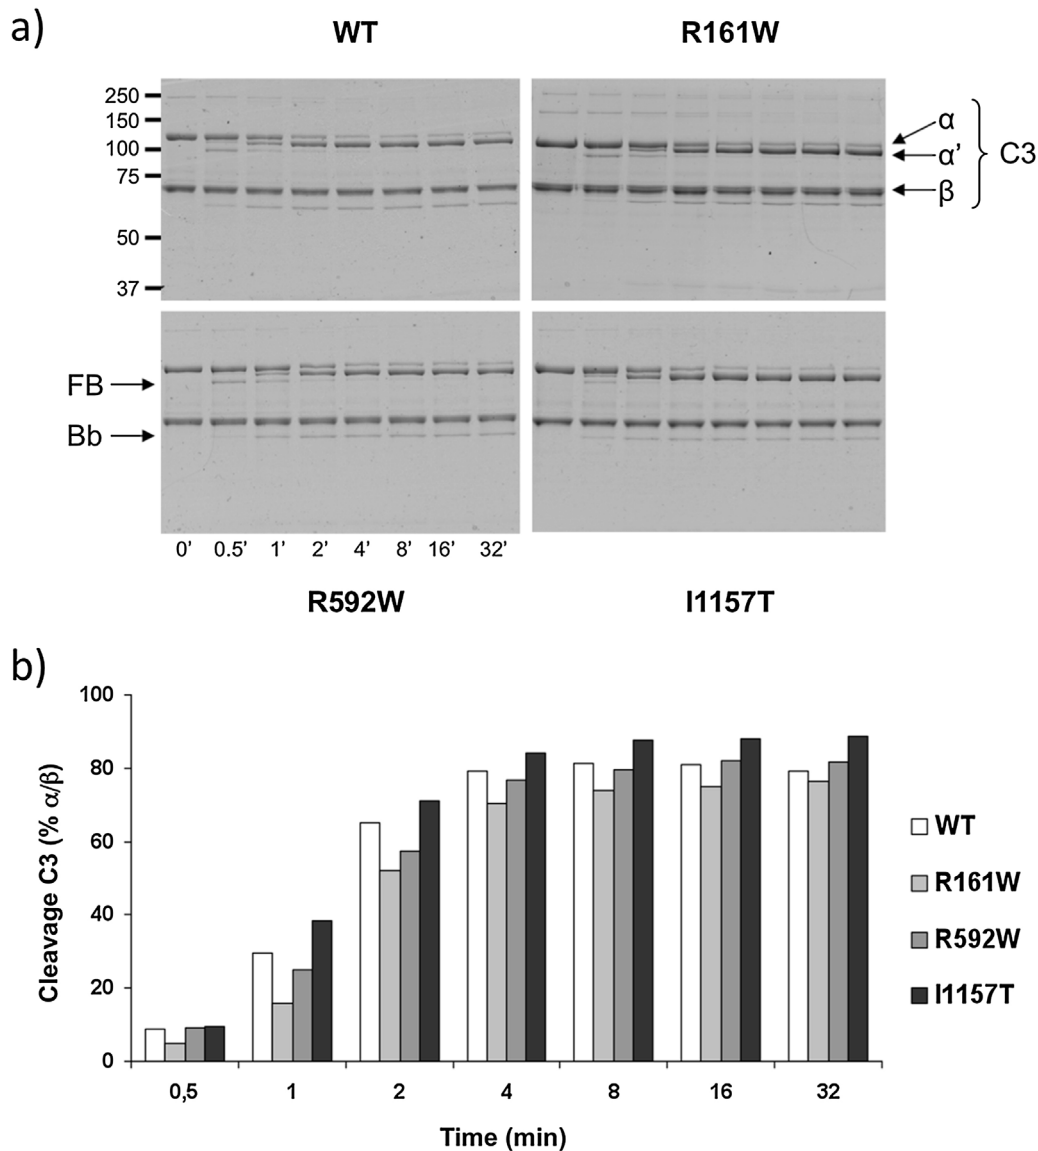 a)
WT
R161W
250
150
100
75
50
37
α
α’
β
C3
FB
Bb
0’ 0.5’ 1’ 2’ 4’ 8’ 16’ 32’
R592W
I1157T
b)
Cleavage C3 (% α/β)
100
80
60
40
20
0
0,5 1 2 4 8 16 32
Time (min)
WT
R161W
R592W
I1157T